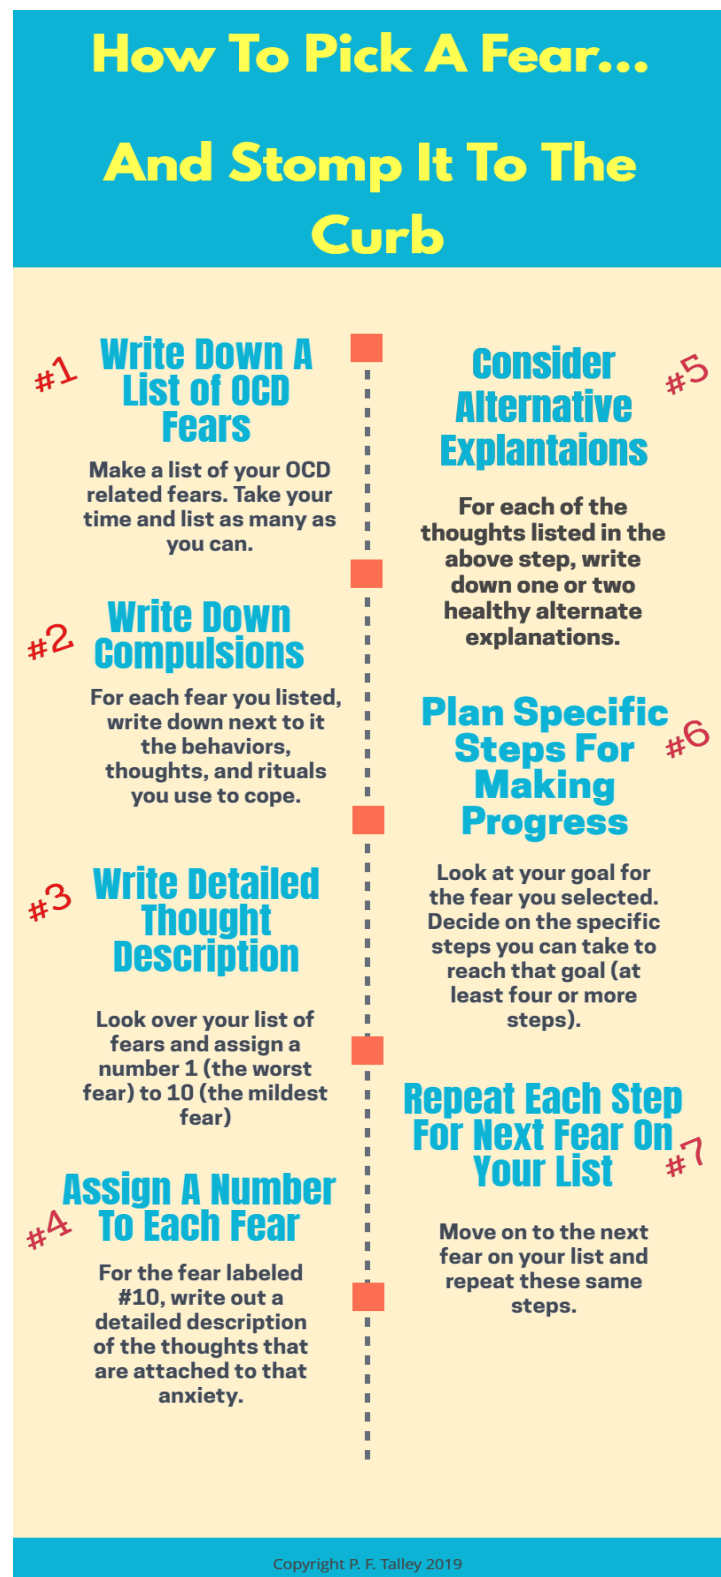 How To Pick A Fear...
And Stomp It To The
Curb
#1
Write Down A
List of OCD
Fears
Make a list of your OCD
related fears. Take your
time and list as many as
you can.
#2
Write Down
Compulsions
For each fear you listed,
write down next to it
the behaviors,
thoughts, and rituals
you use to cope.
#3
Write Detailed
Thought
Description
Look over your list of
fears and assign a
number 1 (the worst
fear) to 10 (the mildest
fear)
#4
Assign A Number
To Each Fear
For the fear labeled
#10, write out a
detailed description
of the thoughts that
are attached to that
anxiety.
#5
Consider
Alternative
Explantaions
For each of the
thoughts listed in the
above step, write
down one or two
healthy alternate
explanations.
#6
Plan Specific
Steps For
Making
Progress
Look at your goal for
the fear you selected.
Decide on the specific
steps you can take to
reach that goal (at
least four or more
steps).
#7
Repeat Each Step
For Next Fear On
Your List
Move on to the next
fear on your list and
repeat these same
steps.
Copyright P. F. Talley 2019